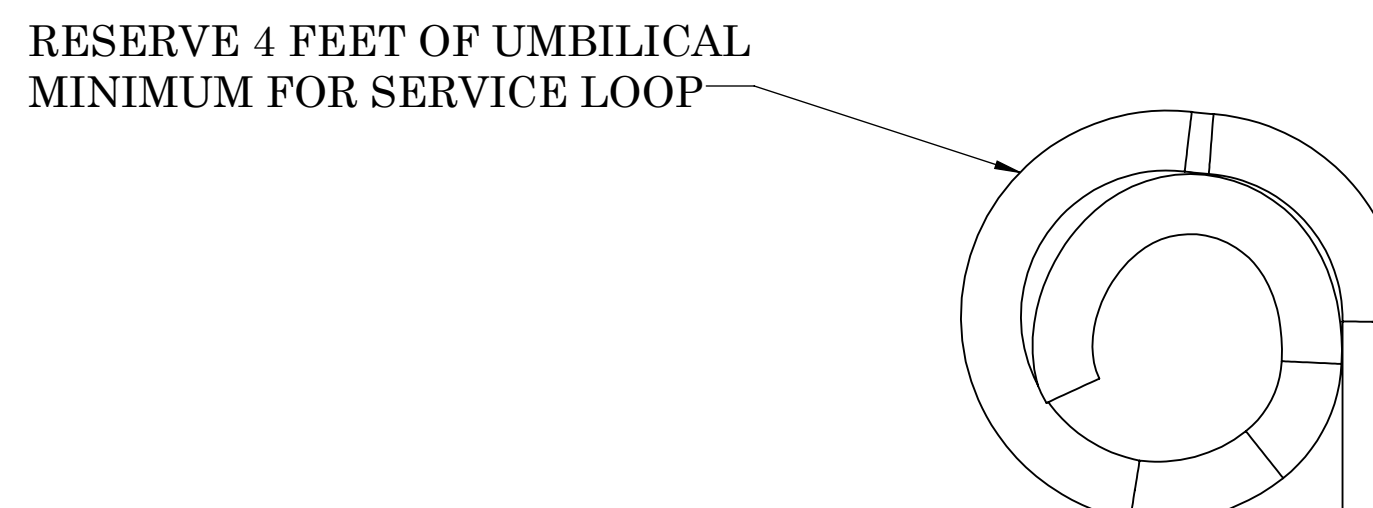 RESERVE 4 FEET OF UMBILICAL
MINIMUM FOR SERVICE LOOP